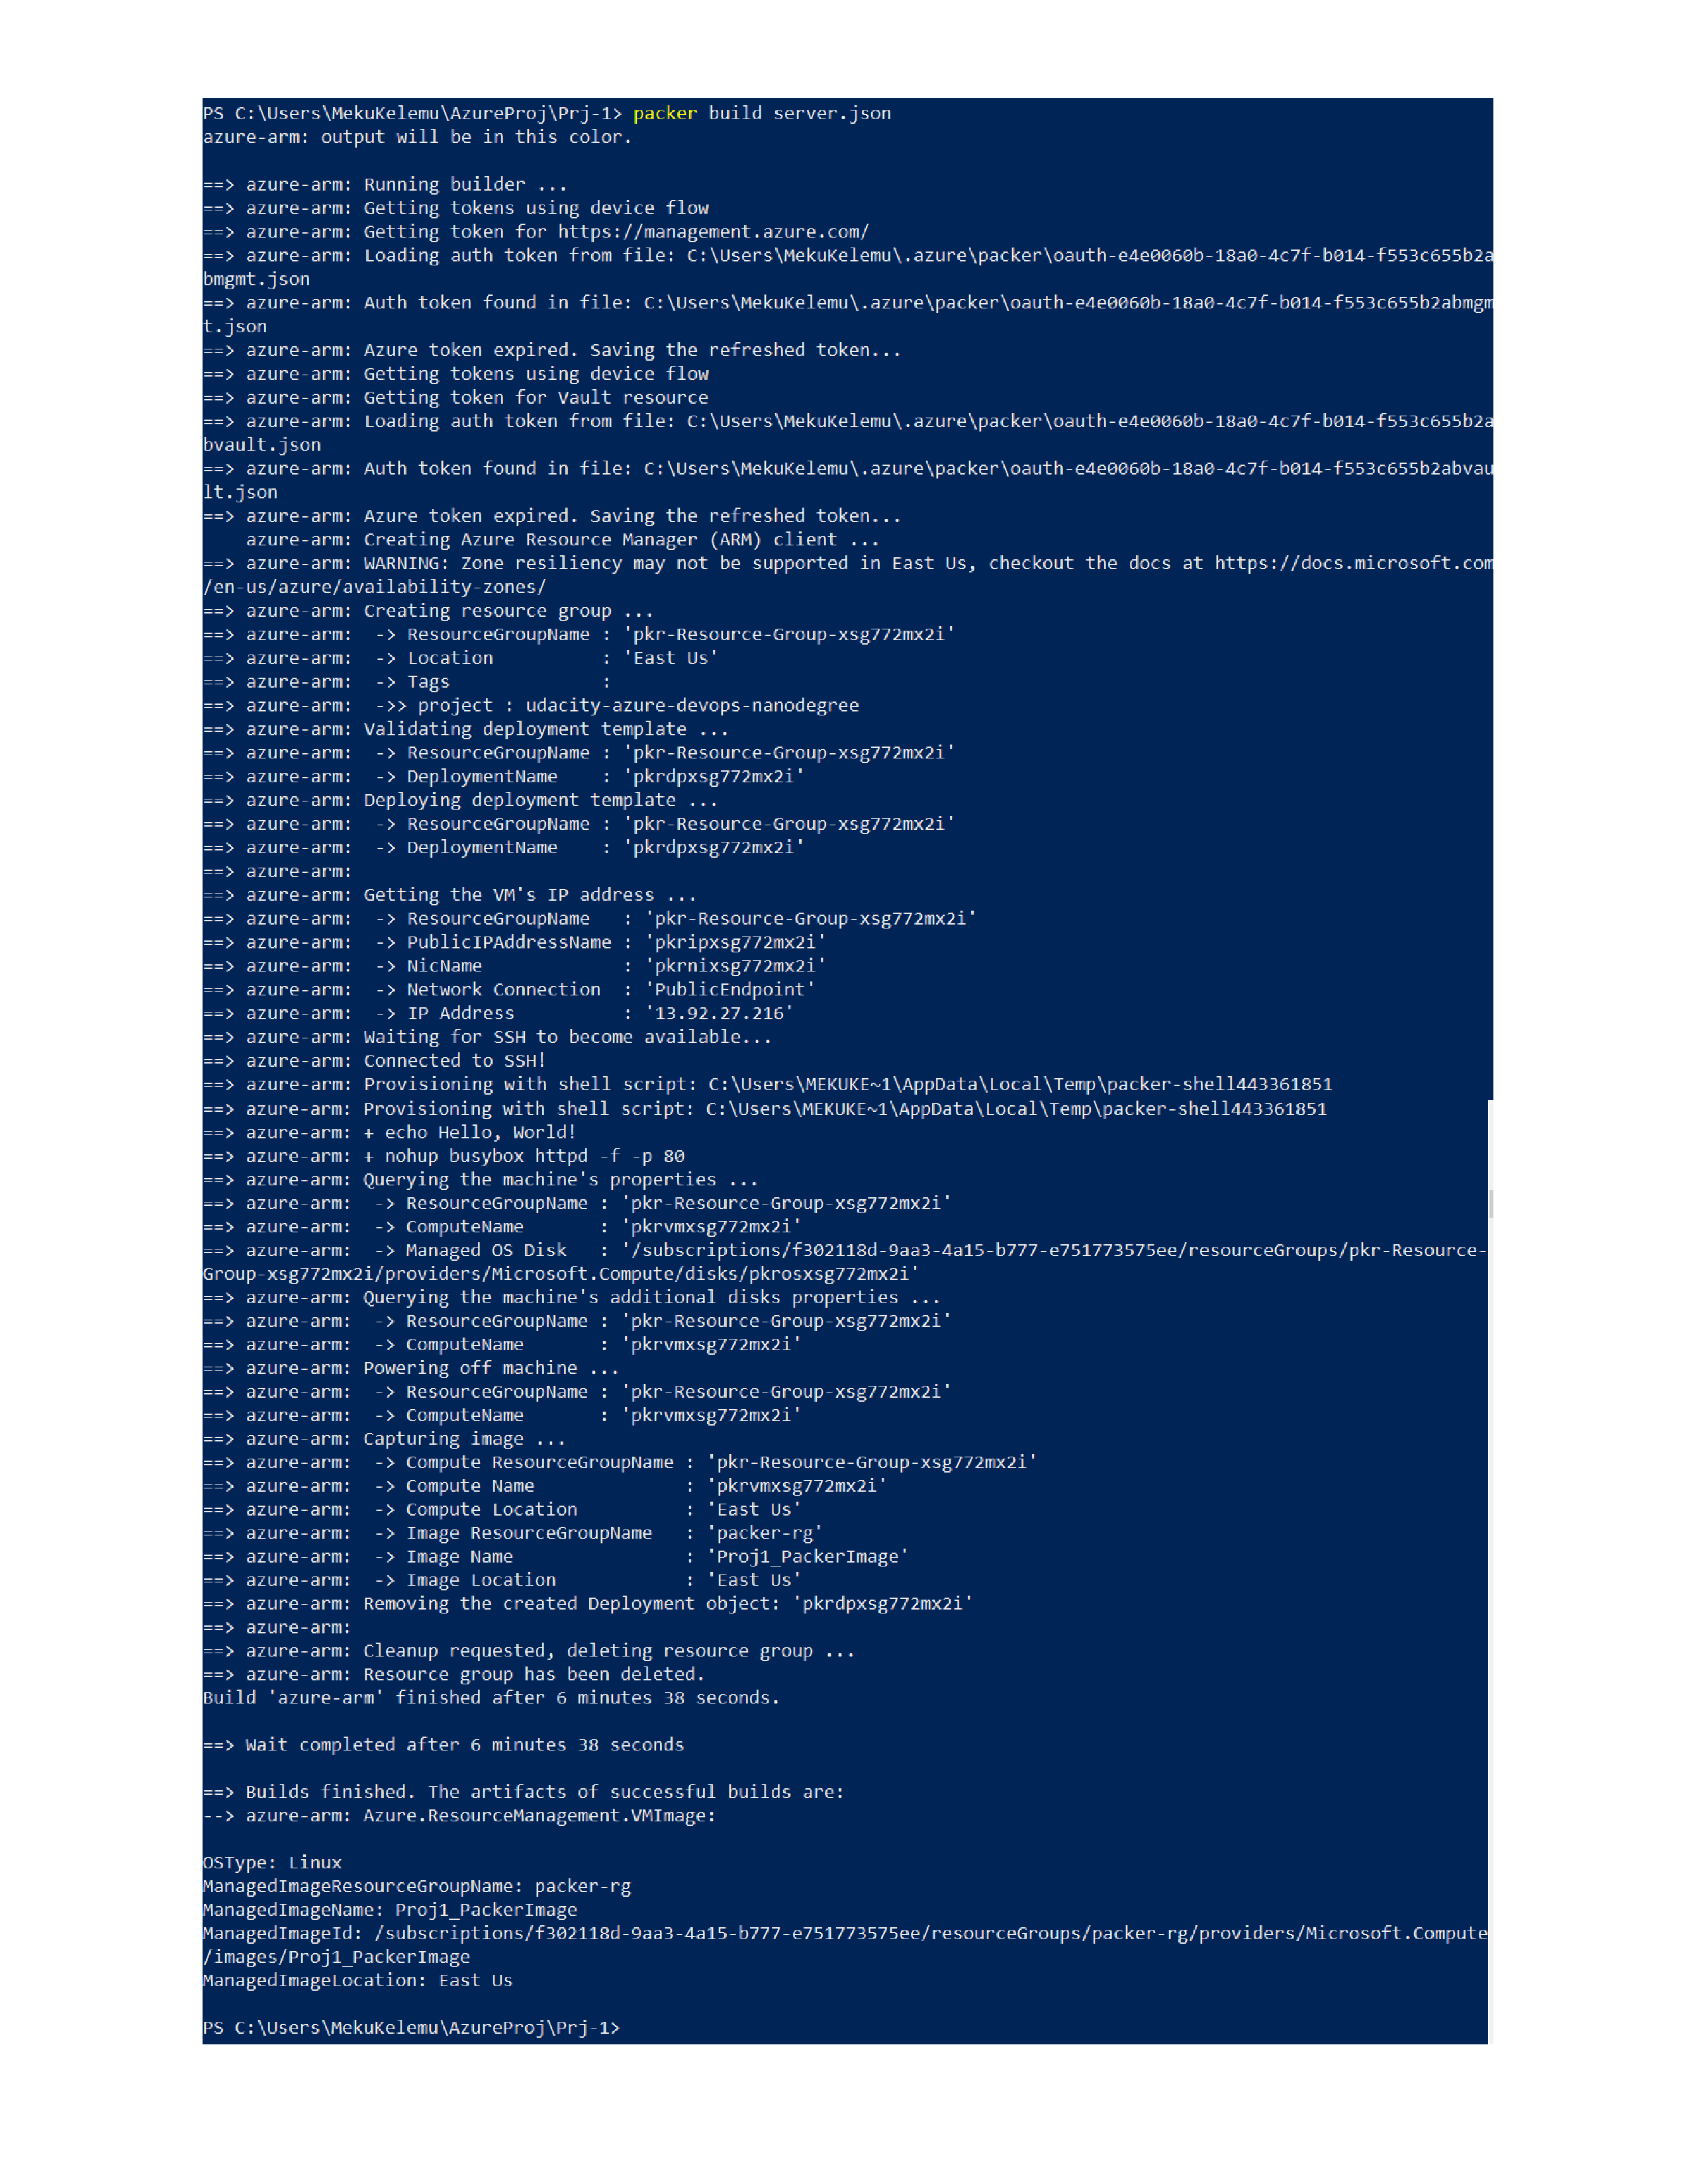 PS C:\Users\MekuKelemu\AzureProj\Prj-1> packer build server.json
azure-arm: output will be in this color.
==> azure-arm: Running builder ...
==> azure-arm: Getting tokens using device flow
==> azure-arm: Getting token for https://management.azure.com/
==> azure-arm: Loading auth token from file: C:\Users\MekuKelemu\.azure\packer\oauth-e4e0060b-18a0-4c7f-b014-f553c655b2a
bmgmt.json
==> azure-arm: Auth token found in file: C:\Users\MekuKelemu\.azure\packer\oauth-e4e0060b-18a0-4c7f-b014-f553c655b2abmgm
t.json
==> azure-arm: Azure token expired. Saving the refreshed token...
==> azure-arm: Getting tokens using device flow
==> azure-arm: Getting token for Vault resource
==> azure-arm: Loading auth token from file: C:\Users\MekuKelemu\.azure\packer\oauth-e4e0060b-18a0-4c7f-b014-f553c655b2a
bvault.json
==> azure-arm: Auth token found in file: C:\Users\MekuKelemu\.azure\packer\oauth-e4e0060b-18a0-4c7f-b014-f553c655b2abvau
lt.json
==> azure-arm: Azure token expired. Saving the refreshed token...
    azure-arm: Creating Azure Resource Manager (ARM) client ...
==> azure-arm: WARNING: Zone resiliency may not be supported in East Us, checkout the docs at https://docs.microsoft.com
/en-us/azure/availability-zones/
==> azure-arm: Creating resource group ...
==> azure-arm:  -> ResourceGroupName : 'pkr-Resource-Group-xsg772mx2i'
==> azure-arm:  -> Location          : 'East Us'
==> azure-arm:  -> Tags              :
==> azure-arm:  ->> project : udacity-azure-devops-nanodegree
==> azure-arm: Validating deployment template ...
==> azure-arm:  -> ResourceGroupName : 'pkr-Resource-Group-xsg772mx2i'
==> azure-arm:  -> DeploymentName    : 'pkrdpxsg772mx2i'
==> azure-arm: Deploying deployment template ...
==> azure-arm:  -> ResourceGroupName : 'pkr-Resource-Group-xsg772mx2i'
==> azure-arm:  -> DeploymentName    : 'pkrdpxsg772mx2i'
==> azure-arm:
==> azure-arm: Getting the VM's IP address ...
==> azure-arm:  -> ResourceGroupName   : 'pkr-Resource-Group-xsg772mx2i'
==> azure-arm:  -> PublicIPAddressName : 'pkripxsg772mx2i'
==> azure-arm:  -> NicName             : 'pkrnixsg772mx2i'
==> azure-arm:  -> Network Connection  : 'PublicEndpoint'
==> azure-arm:  -> IP Address          : '13.92.27.216'
==> azure-arm: Waiting for SSH to become available...
==> azure-arm: Connected to SSH!
==> azure-arm: Provisioning with shell script: C:\Users\MEKUKE~1\AppData\Local\Temp\packer-shell443361851
==> azure-arm: Provisioning with shell script: C:\Users\MEKUKE~1\AppData\Local\Temp\packer-shell443361851
==> azure-arm: + echo Hello, World!
==> azure-arm: + nohup busybox httpd -f -p 80
==> azure-arm: Querying the machine's properties ...
==> azure-arm:  -> ResourceGroupName : 'pkr-Resource-Group-xsg772mx2i'
==> azure-arm:  -> ComputeName       : 'pkrvmxsg772mx2i'
==> azure-arm:  -> Managed OS Disk   : '/subscriptions/f302118d-9aa3-4a15-b777-e751773575ee/resourceGroups/pkr-Resource-
Group-xsg772mx2i/providers/Microsoft.Compute/disks/pkrosxsg772mx2i'
==> azure-arm: Querying the machine's additional disks properties ...
==> azure-arm:  -> ResourceGroupName : 'pkr-Resource-Group-xsg772mx2i'
==> azure-arm:  -> ComputeName       : 'pkrvmxsg772mx2i'
==> azure-arm: Powering off machine ...
==> azure-arm:  -> ResourceGroupName : 'pkr-Resource-Group-xsg772mx2i'
==> azure-arm:  -> ComputeName       : 'pkrvmxsg772mx2i'
==> azure-arm: Capturing image ...
==> azure-arm:  -> Compute ResourceGroupName : 'pkr-Resource-Group-xsg772mx2i'
==> azure-arm:  -> Compute Name              : 'pkrvmxsg772mx2i'
==> azure-arm:  -> Compute Location          : 'East Us'
==> azure-arm:  -> Image ResourceGroupName   : 'packer-rg'
==> azure-arm:  -> Image Name                : 'Proj1_PackerImage'
==> azure-arm:  -> Image Location            : 'East Us'
==> azure-arm: Removing the created Deployment object: 'pkrdpxsg772mx2i'
==> azure-arm:
==> azure-arm: Cleanup requested, deleting resource group ...
==> azure-arm: Resource group has been deleted.
Build 'azure-arm' finished after 6 minutes 38 seconds.
==> Wait completed after 6 minutes 38 seconds
==> Builds finished. The artifacts of successful builds are:
--> azure-arm: Azure.ResourceManagement.VMImage:
OSType: Linux
ManagedImageResourceGroupName: packer-rg
ManagedImageName: Proj1_PackerImage
ManagedImageId: /subscriptions/f302118d-9aa3-4a15-b777-e751773575ee/resourceGroups/packer-rg/providers/Microsoft.Compute
/images/Proj1_PackerImage
ManagedImageLocation: East Us
PS C:\Users\MekuKelemu\AzureProj\Prj-1>